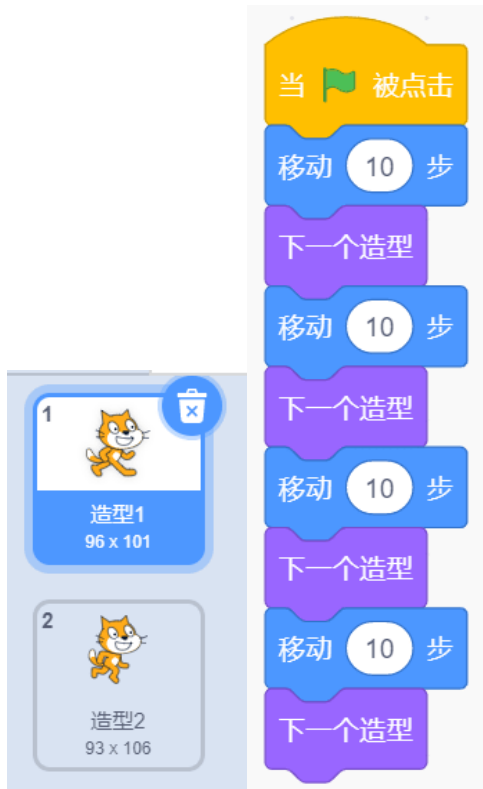 当 被点击
移动 10 步
下一个造型
移动 10 步
下一个造型
移动 10 步
下一个造型
移动 10 步
下一个造型
1
造型1
96 x 101
2
造型2
93 x 106